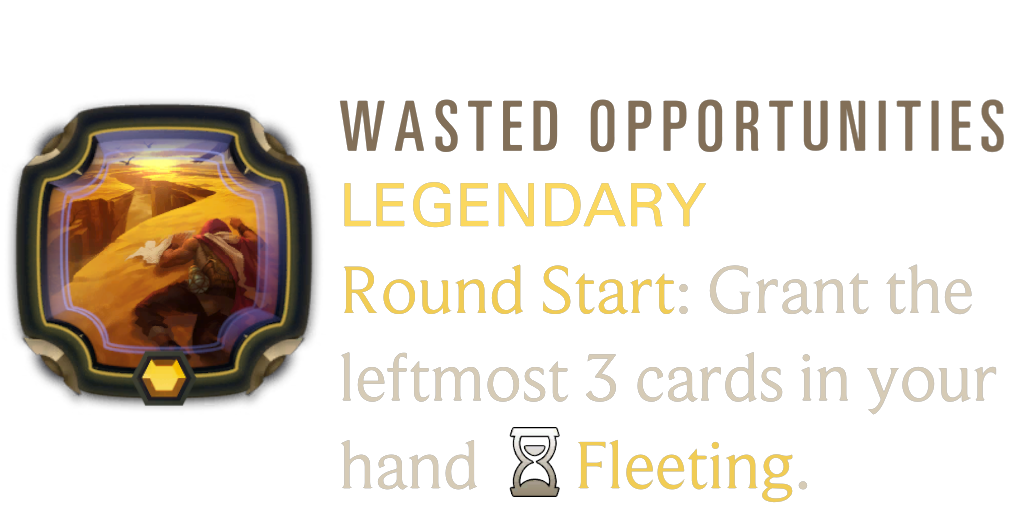 WASTED OPPORTUNITIES
LEGENDARY
Round Start: Grant the
leftmost 3 cards in your
hand Fleeting.